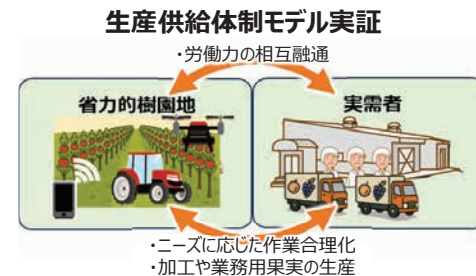 生産供給体制モデル実証
・労働力の相互融通
省力的樹園地
実需者
・ニーズに応じた作業合理化
・加工や業務用果実の生産